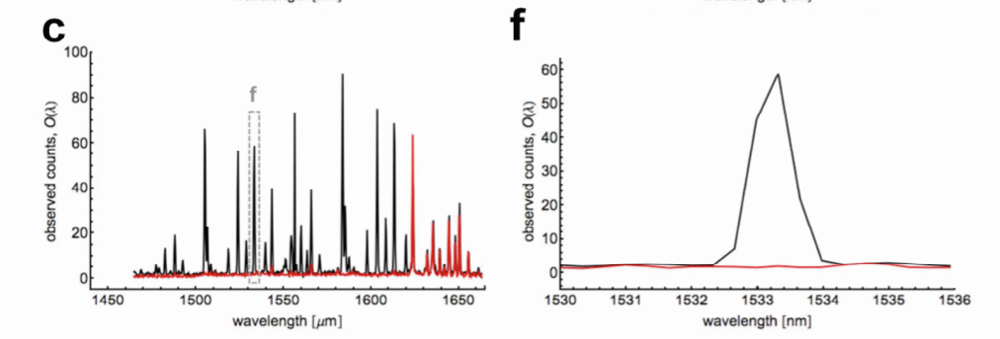 c
f
100
80
60
40
20
0
f
observed counts, O(λ)
1450 1500 1550 1600 1650
wavelength [μm]
60
50
40
30
20
10
0
observed counts, O(λ)
1530 1531 1532 1533 1534 1535 1536
wavelength [nm]